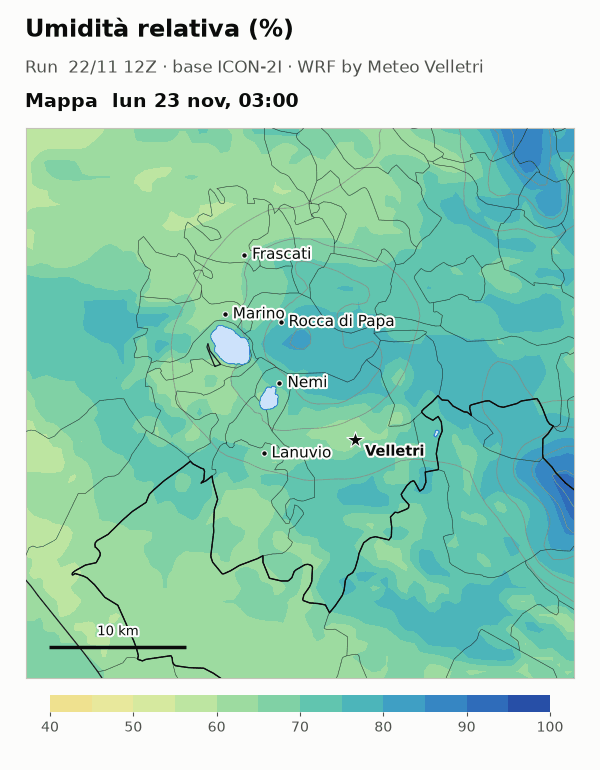 Umidità relativa (%)
Run  22/11 12Z · base ICON-2I · WRF by Meteo Velletri
Mappa  lun 23 nov, 03:00
Frascati
Marino
Rocca di Papa
Nemi
Velletri
Lanuvio
10 km
40 50 60 70 80 90 100